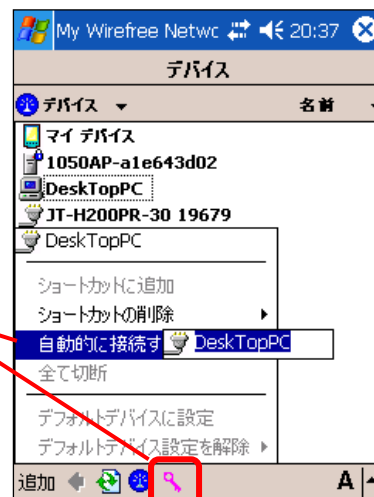 My Wirefree Netwc 20:37
デバイス
デバイス 名前
マイ デバイス
1050AP-a1e643d02
DeskTopPC
JT-H200PR-30 19679
DeskTopPC
ショートカットに追加
ショートカットの削除
自動的に接続す DeskTopPC
全て切断
デフォルトデバイスに設定
デフォルトデバイス設定を解除
追加 A